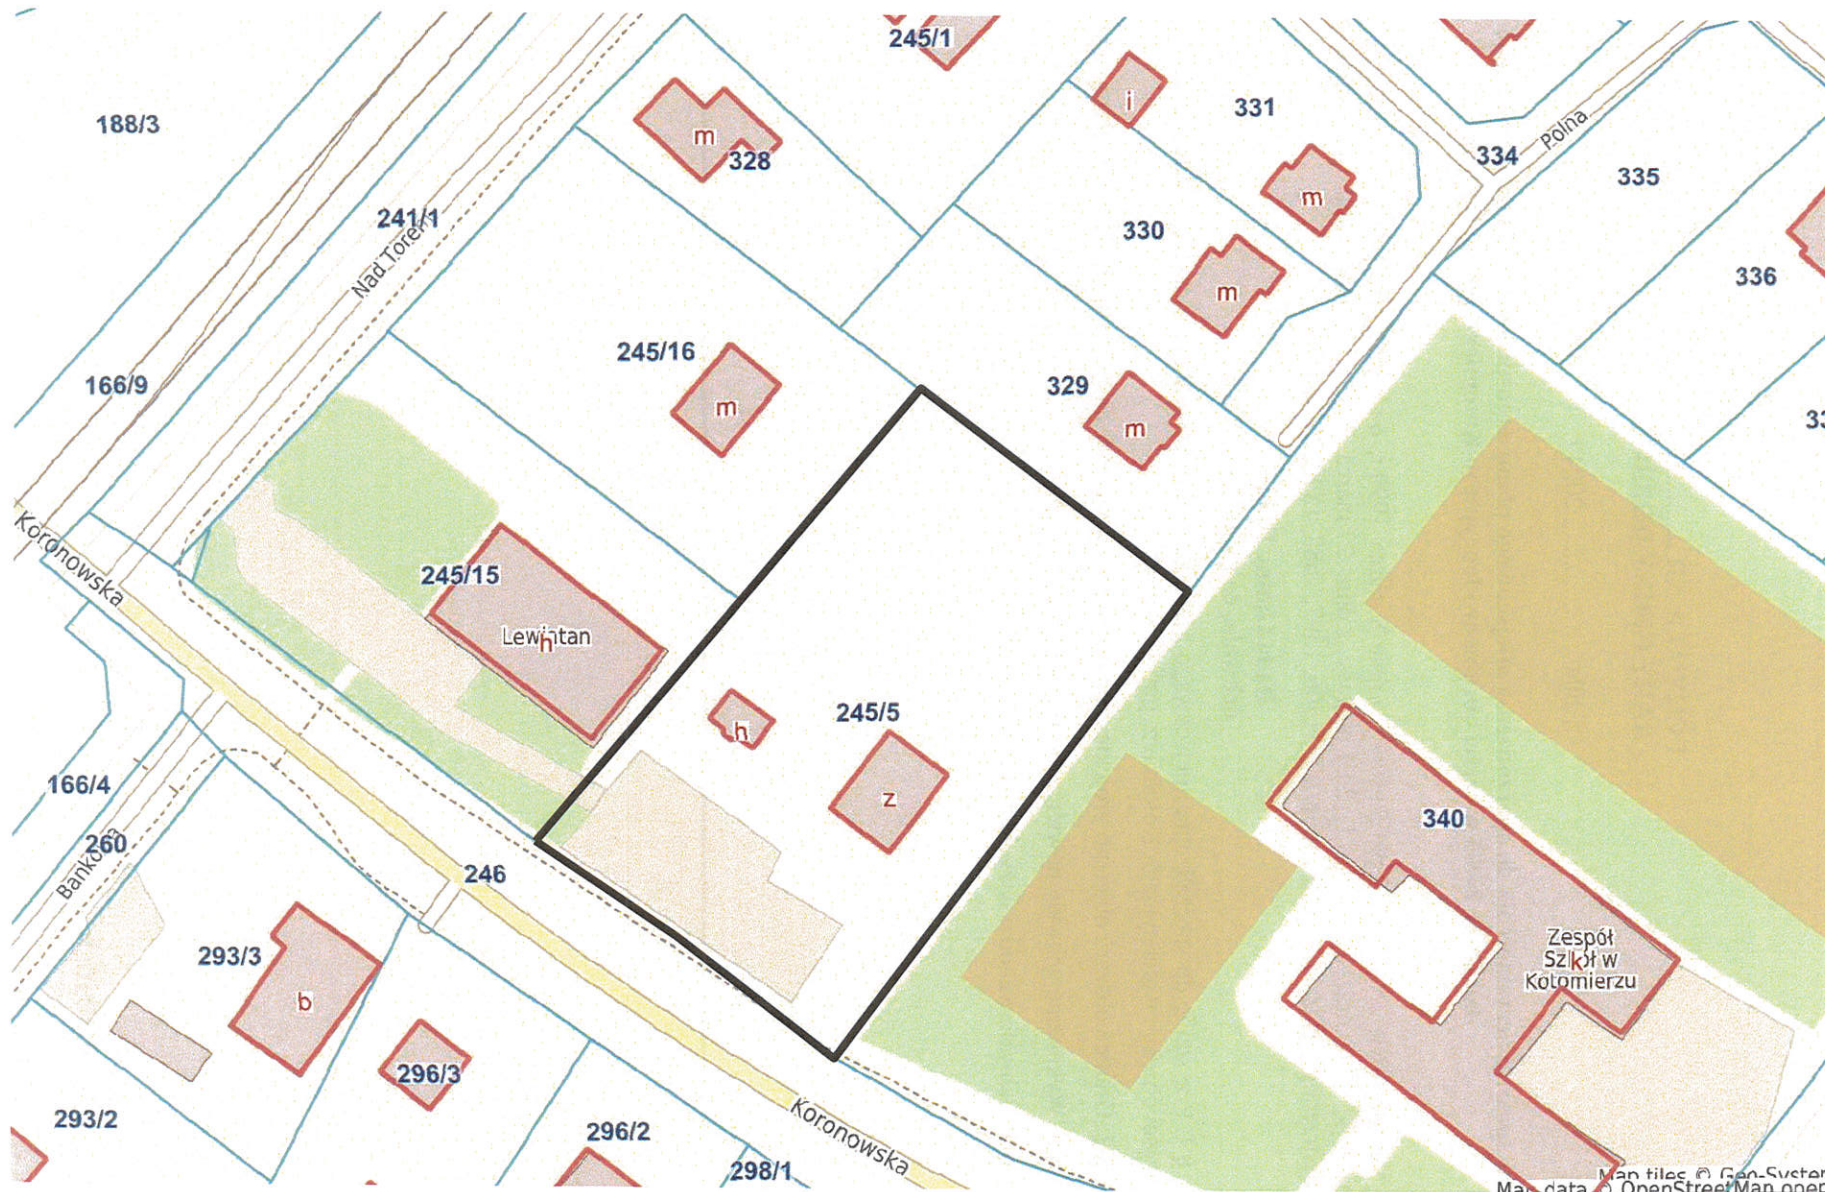 245/1
188/3
331
i
m
328
334
Polna
335
m
241/1
330
Nad Torem
336
m
245/16
166/9
329
m
m
Koronowska
245/15
Lewiatan
h
245/5
h
166/4
z
340
260
Bankowa
246
Zespół
Szkół w
Kotomierzu
k
293/3
b
296/3
293/2
Koronowska
296/2
298/1
Map tiles © Geo-System
Map data © OpenStreetMap